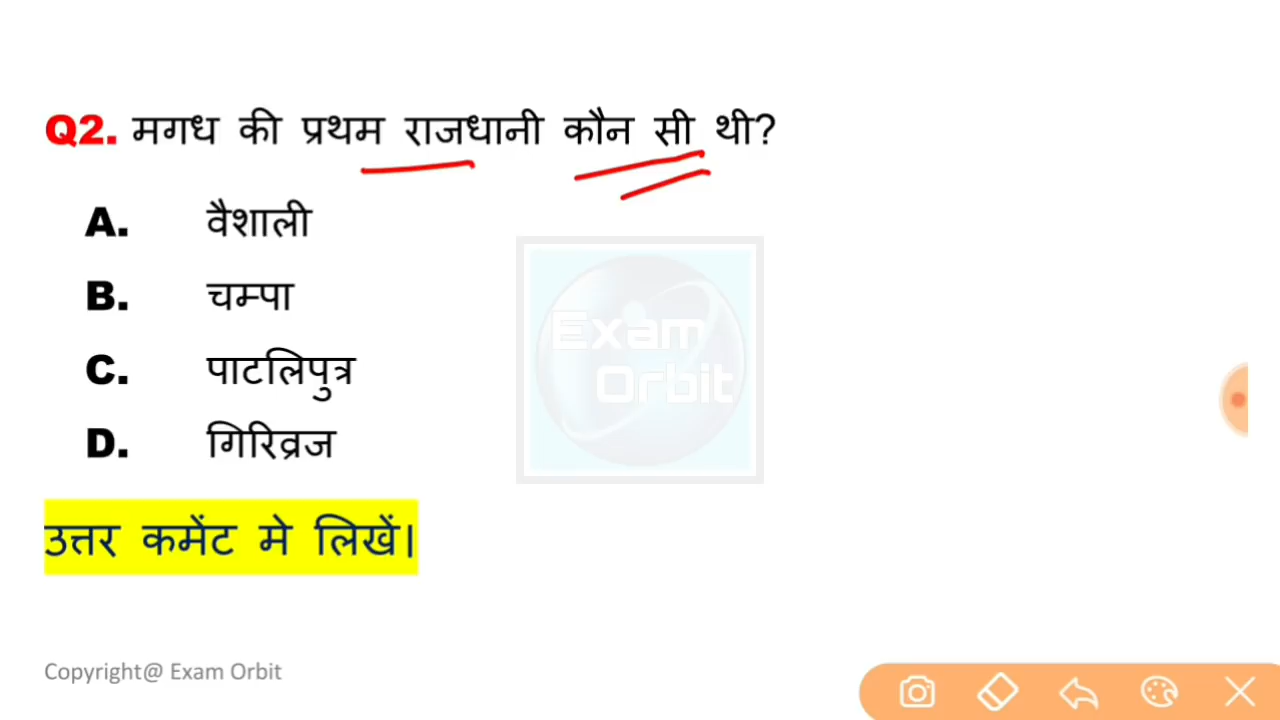 Q2. मगध की प्रथम राजधानी कौन सी थी?
A. वैशाली
B. चम्पा
Exam
Orbit
C. पाटलिपुत्र
D. गिरिव्रज
उत्तर कमेंट मे लिखें।
Copyright@ Exam Orbit